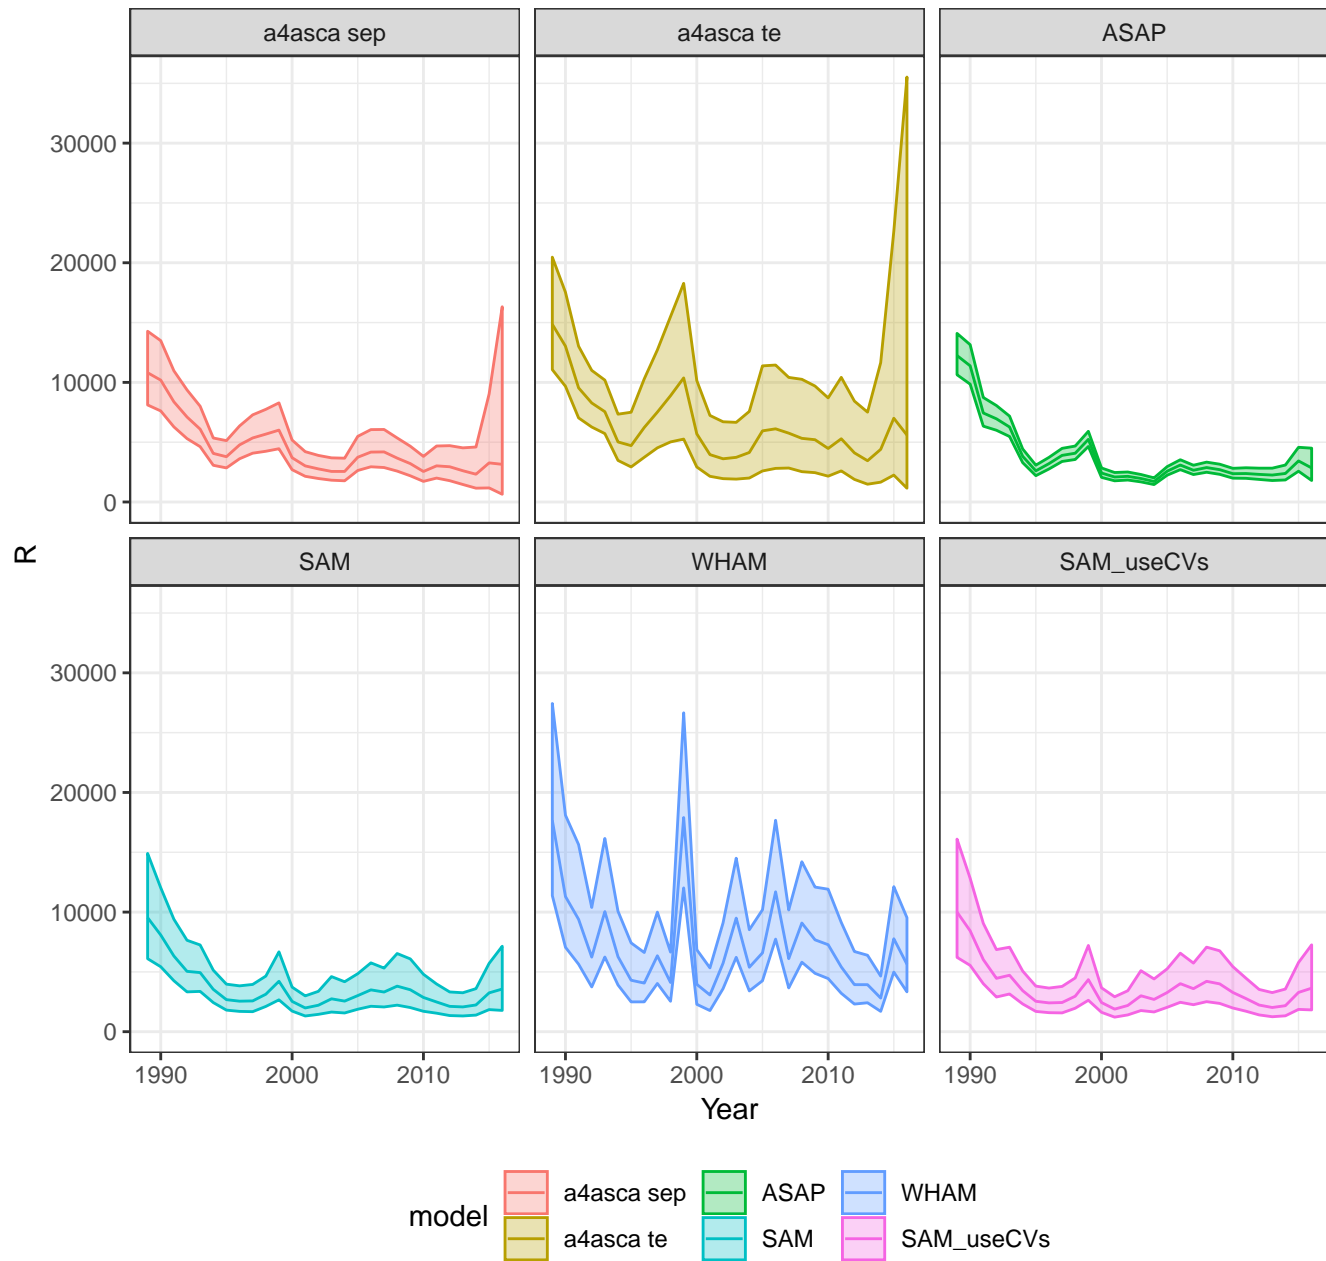 a4asca sep a4asca te ASAP
30000
20000
10000
0
R
SAM WHAM SAM_useCVs
30000
20000
10000
0
1990 2000 2010 1990 2000 2010 1990 2000 2010
Year
model
a4asca sep ASAP WHAM
a4asca te SAM SAM_useCVs